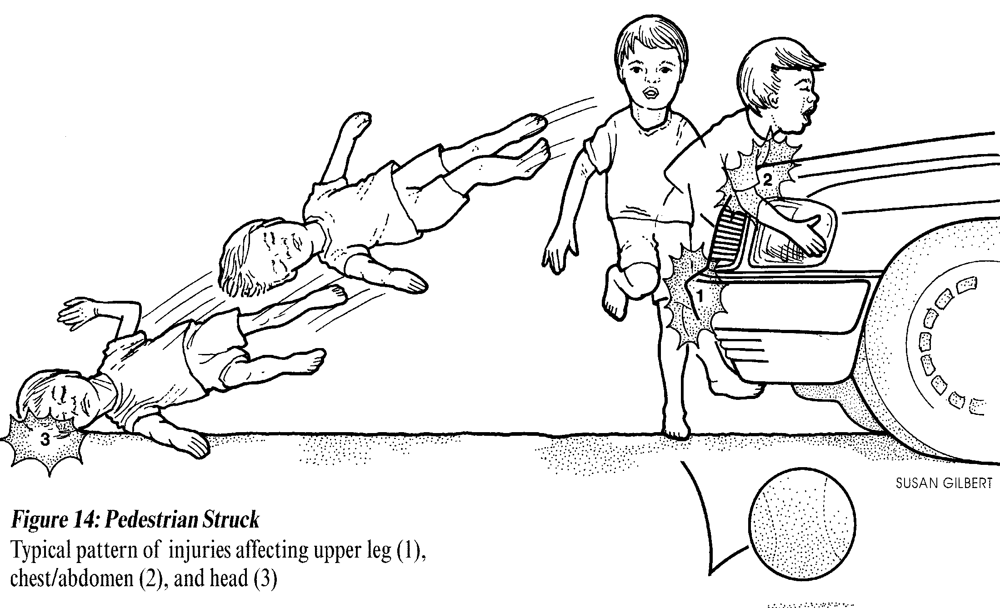 2
1
3
SUSAN GILBERT
Figure 14: Pedestrian Struck
Typical pattern of injuries affecting upper leg (1),
chest/abdomen (2), and head (3)